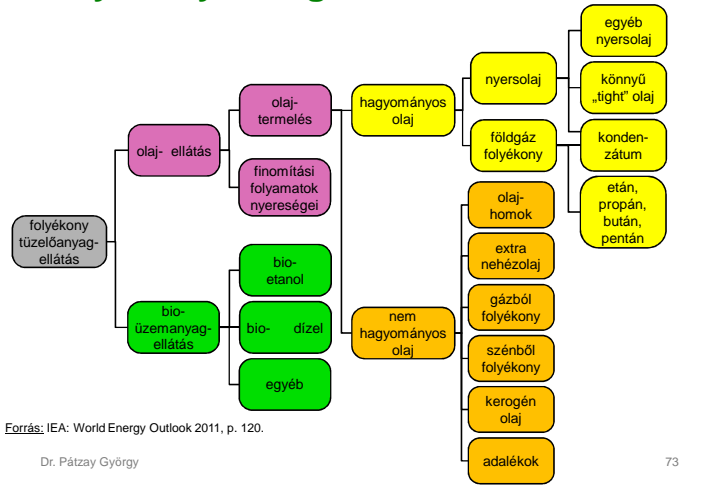 folyékony
tüzelőanyag-
ellátás
olaj- ellátás
bio-
üzemanyag-
ellátás
olaj-
termelés
finomítási
folyamatok
nyereségei
bio-
etanol
bio- dízel
egyéb
hagyományos
olaj
nem
hagyományos
olaj
nyersolaj
földgáz
folyékony
egyéb
nyersolaj
könnyű
„tight” olaj
konden-
zátum
etán,
propán,
bután,
pentán
olaj-
homok
extra
nehézolaj
gázból
folyékony
szénből
folyékony
kerogén
olaj
adalékok
Forrás: IEA: World Energy Outlook 2011, p. 120.
Dr. Pátzay György
73